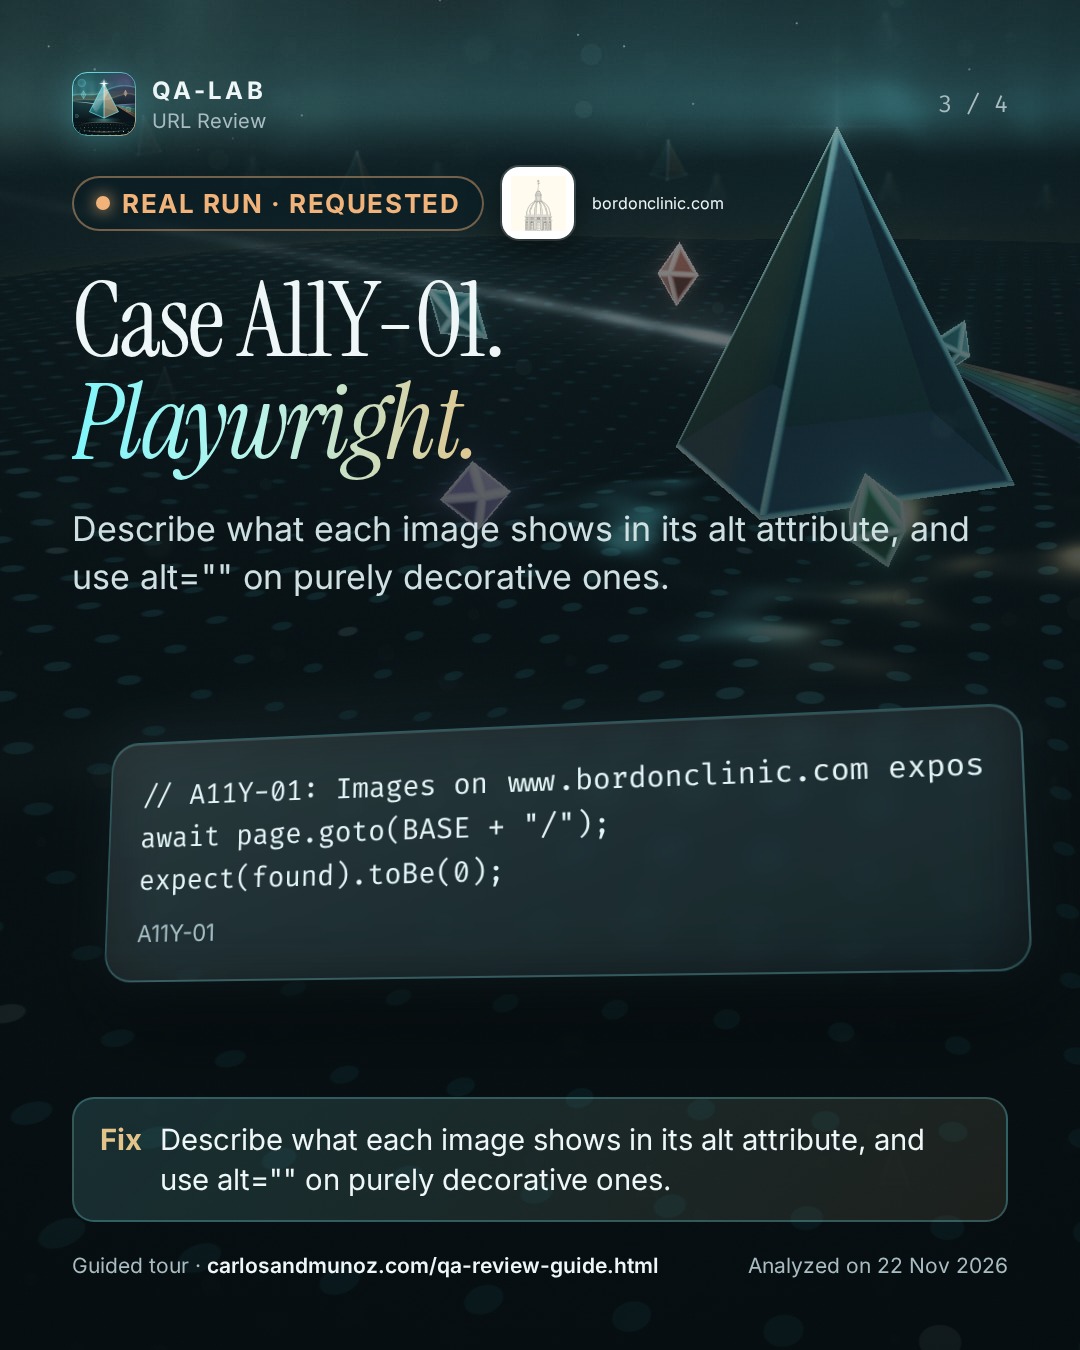 QA-LAB
URL Review
3 / 4
REAL RUN · REQUESTED
bordonclinic.com
Case A11Y-01.
Playwright.
Describe what each image shows in its alt attribute, and
use alt="" on purely decorative ones.
// A11Y-01: Images on www.bordonclinic.com expos
await page.goto(BASE + "/");
expect(found).toBe(0);
A11Y-01
Fix Describe what each image shows in its alt attribute, and
use alt="" on purely decorative ones.
Guided tour · carlosandmunoz.com/qa-review-guide.html
Analyzed on 22 Nov 2026